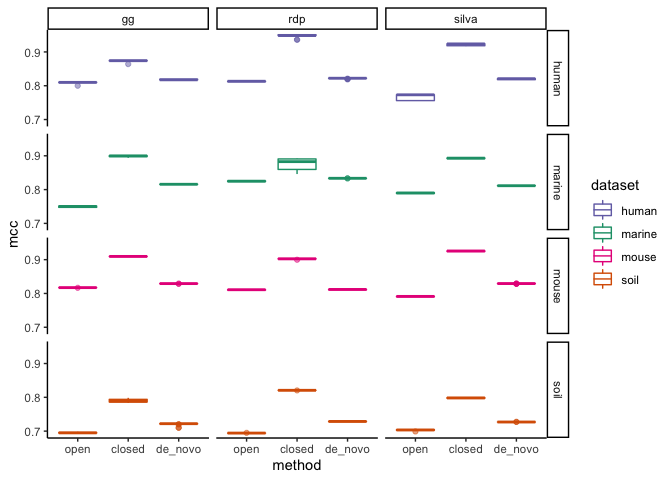 gg rdp silva
0.9
0.8
0.7
human
0.9
0.8
0.7
marine
0.9
0.8
0.7
mouse
0.9
0.8
0.7
soil
mcc
open closed de_novo open closed de_novo open closed de_novo
method
dataset
human
marine
mouse
soil